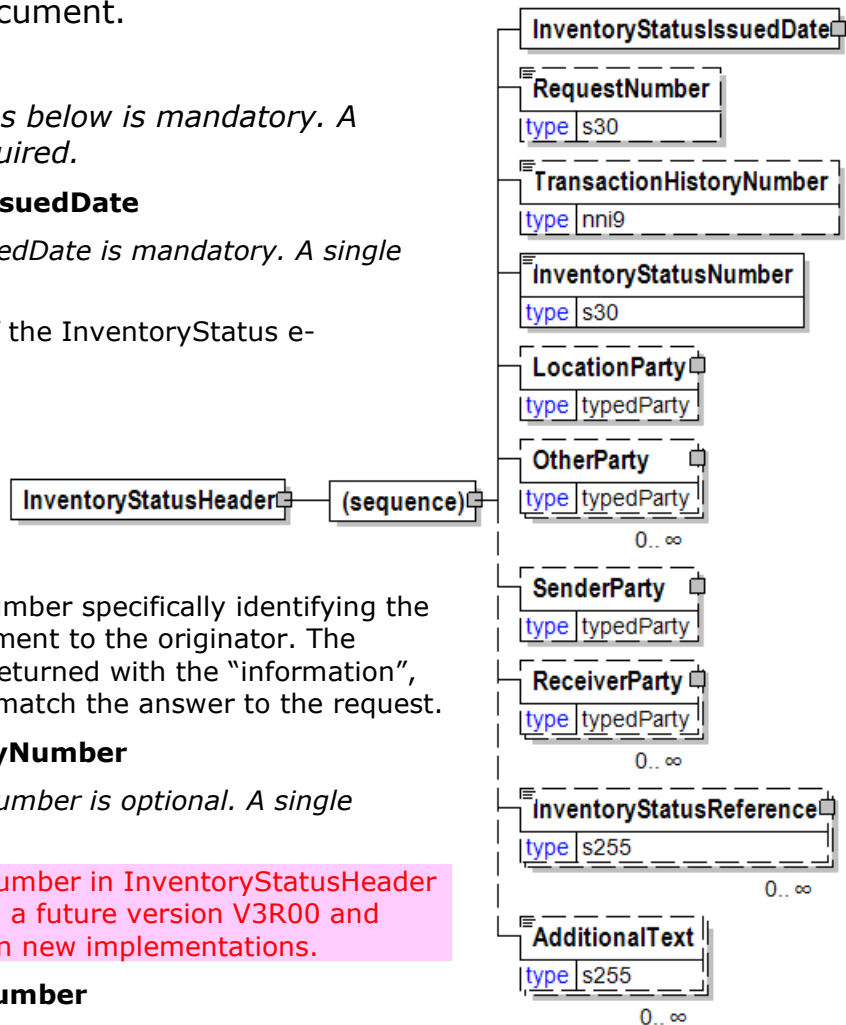 cument.
s below is mandatory. A
quired.
ssuedDate
edDate is mandatory. A single
the InventoryStatus e-
InventoryStatusHeader
(sequence)
umber specifically identifying the
ment to the originator. The
eturned with the “information”,
match the answer to the request.
yNumber
umber is optional. A single
umber in InventoryStatusHeader
a future version V3R00 and
n new implementations.
umber
InventoryStatusIssuedDate
RequestNumber
type s30
TransactionHistoryNumber
type nni9
InventoryStatusNumber
type s30
LocationParty
type typedParty
OtherParty
type typedParty
0.. ∞
SenderParty
type typedParty
ReceiverParty
type typedParty
0.. ∞
InventoryStatusReference
type s255
0.. ∞
AdditionalText
type s255
0.. ∞